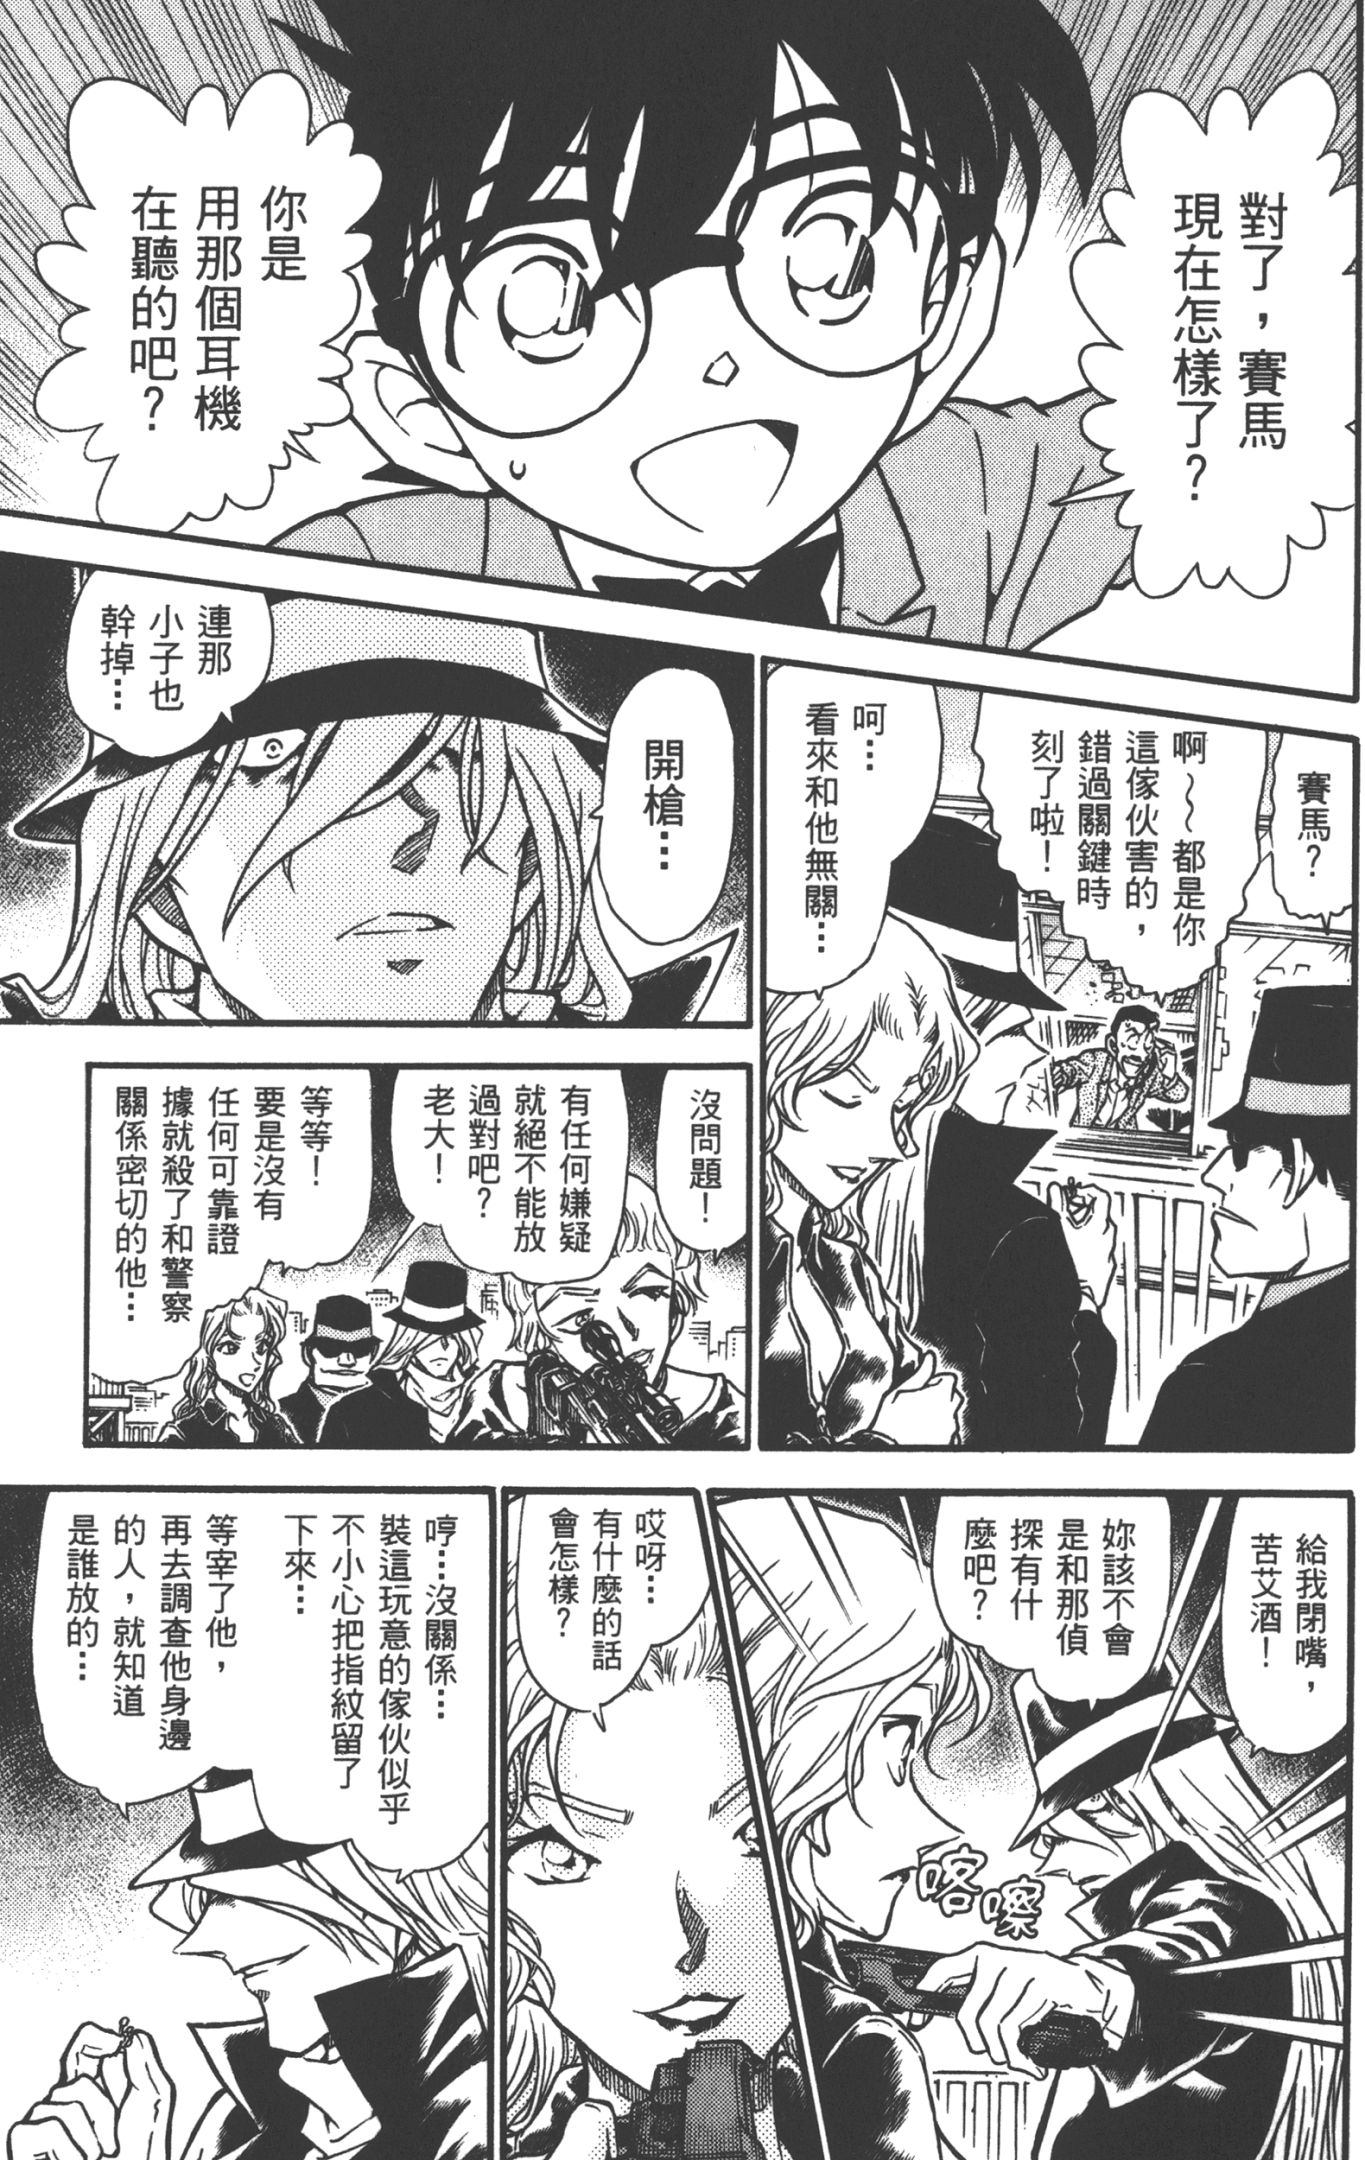 對了，賽馬
現在怎樣了？
你是
用那個耳機
在聽的吧？
賽馬？
啊～都是你
這傢伙害的，
錯過關鍵時
刻了啦！
呵…
看來和他無關…
開槍…
連那
小子也
幹掉…
沒問題！
有任何嫌疑
就絕不能放
過對吧？
老大！
等等！
要是沒有
任何可靠證
據就殺了和警察
關係密切的他…
給我閉嘴，
苦艾酒！
妳該不會
是和那偵
探有什
麼吧？
喀嚓
哎呀…
有什麼的話
會怎樣？
哼…沒關係…
裝這玩意的傢伙似乎
不小心把指紋留了
下來…
等宰了他，
再去調查他身邊
的人，就知道
是誰放的…